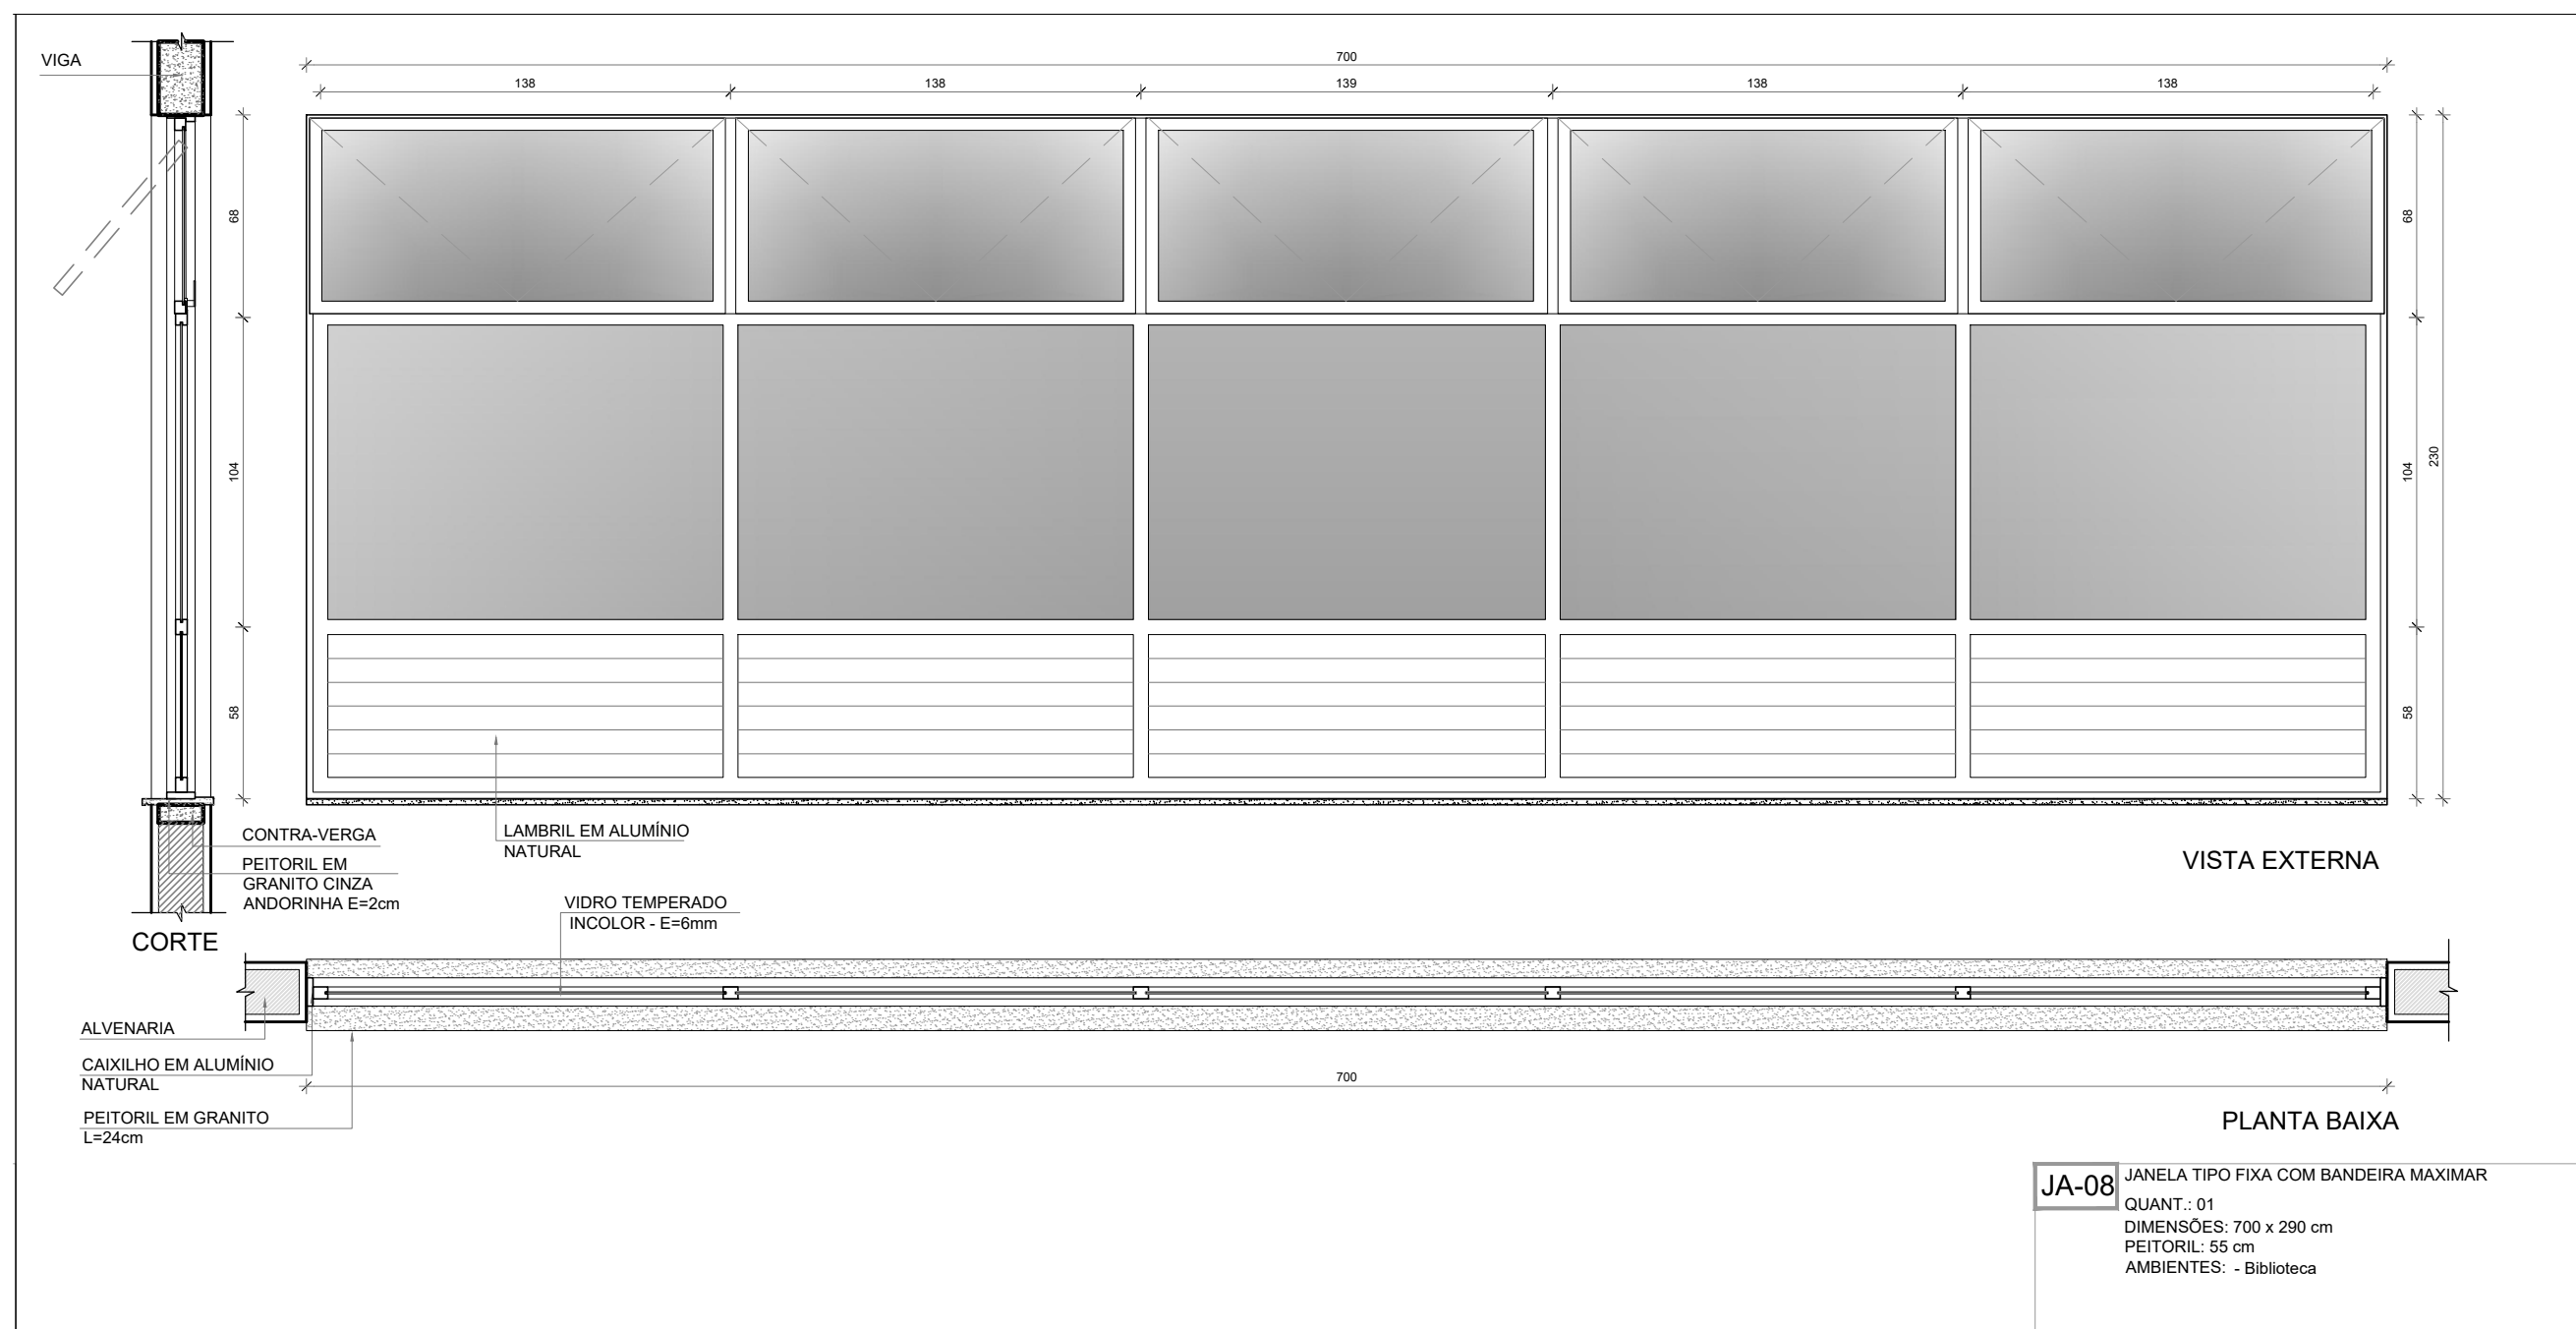 VIGA
700
138
138
139
138
138
68
104
58
68
104
58
230
CONTRA-VERGA
PEITORIL EM
GRANITO CINZA
ANDORINHA E=2cm
CORTE
LAMBRIL EM ALUMÍNIO
NATURAL
VISTA EXTERNA
VIDRO TEMPERADO
INCOLOR - E=6mm
ALVENARIA
CAIXILHO EM ALUMÍNIO
NATURAL
PEITORIL EM GRANITO
L=24cm
700
PLANTA BAIXA
JA-08
JANELA TIPO FIXA COM BANDEIRA MAXIMAR
QUANT.: 01
DIMENSÕES: 700 x 290 cm
PEITORIL: 55 cm
AMBIENTES: - Biblioteca